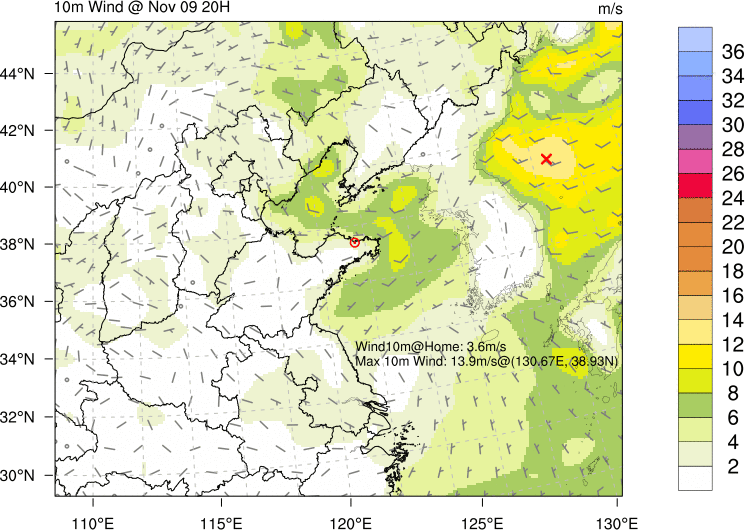 10m Wind @ Nov 09 20H
m/s
44°N
42°N
40°N
38°N
36°N
34°N
32°N
30°N
110°E
115°E
120°E
125°E
130°E
Wind10m@Home: 3.6m/s
Max 10m Wind: 13.9m/s@(130.67E, 38.93N)
36
34
32
30
28
26
24
22
20
18
16
14
12
10
8
6
4
2